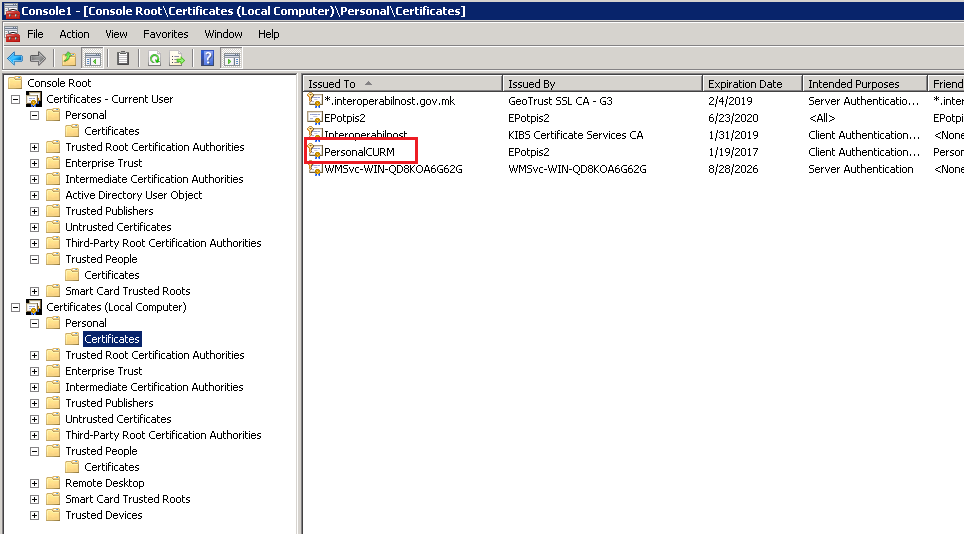 Console1 - [Console Root\Certificates (Local Computer)\Personal\Certificates]
File Action View Favorites Window Help
Console Root
Certificates - Current User
Personal
Certificates
Trusted Root Certification Authorities
Enterprise Trust
Intermediate Certification Authorities
Active Directory User Object
Trusted Publishers
Untrusted Certificates
Third-Party Root Certification Authorities
Trusted People
Certificates
Smart Card Trusted Roots
Certificates (Local Computer)
Personal
Certificates
Trusted Root Certification Authorities
Enterprise Trust
Intermediate Certification Authorities
Trusted Publishers
Untrusted Certificates
Third-Party Root Certification Authorities
Trusted People
Certificates
Remote Desktop
Smart Card Trusted Roots
Trusted Devices
Issued To Issued By Expiration Date Intended Purposes Friend
*.interoperabilnost.gov.mk GeoTrust SSL CA - G3 2/4/2019 Server Authenticatio... *.inte
EPotpis2 EPotpis2 6/23/2020 <All> EPotpi
Interoperabilnost KIBS Certificate Services CA 1/31/2019 Client Authentication... <None
PersonalCURM EPotpis2 1/19/2017 Client Authentication... Person
WMSvc-WIN-QD8KOA6G62G WMSvc-WIN-QD8KOA6G62G 8/28/2026 Server Authentication <None